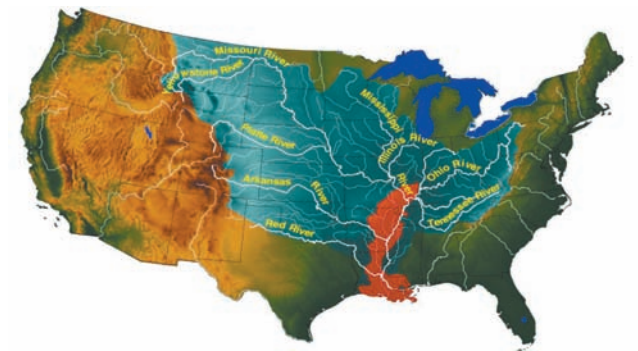 Missouri River
Yellowstone River
Mississippi
River
Illinois River
Platte River
Ohio River
Arkansas
River
Tennessee River
Red River